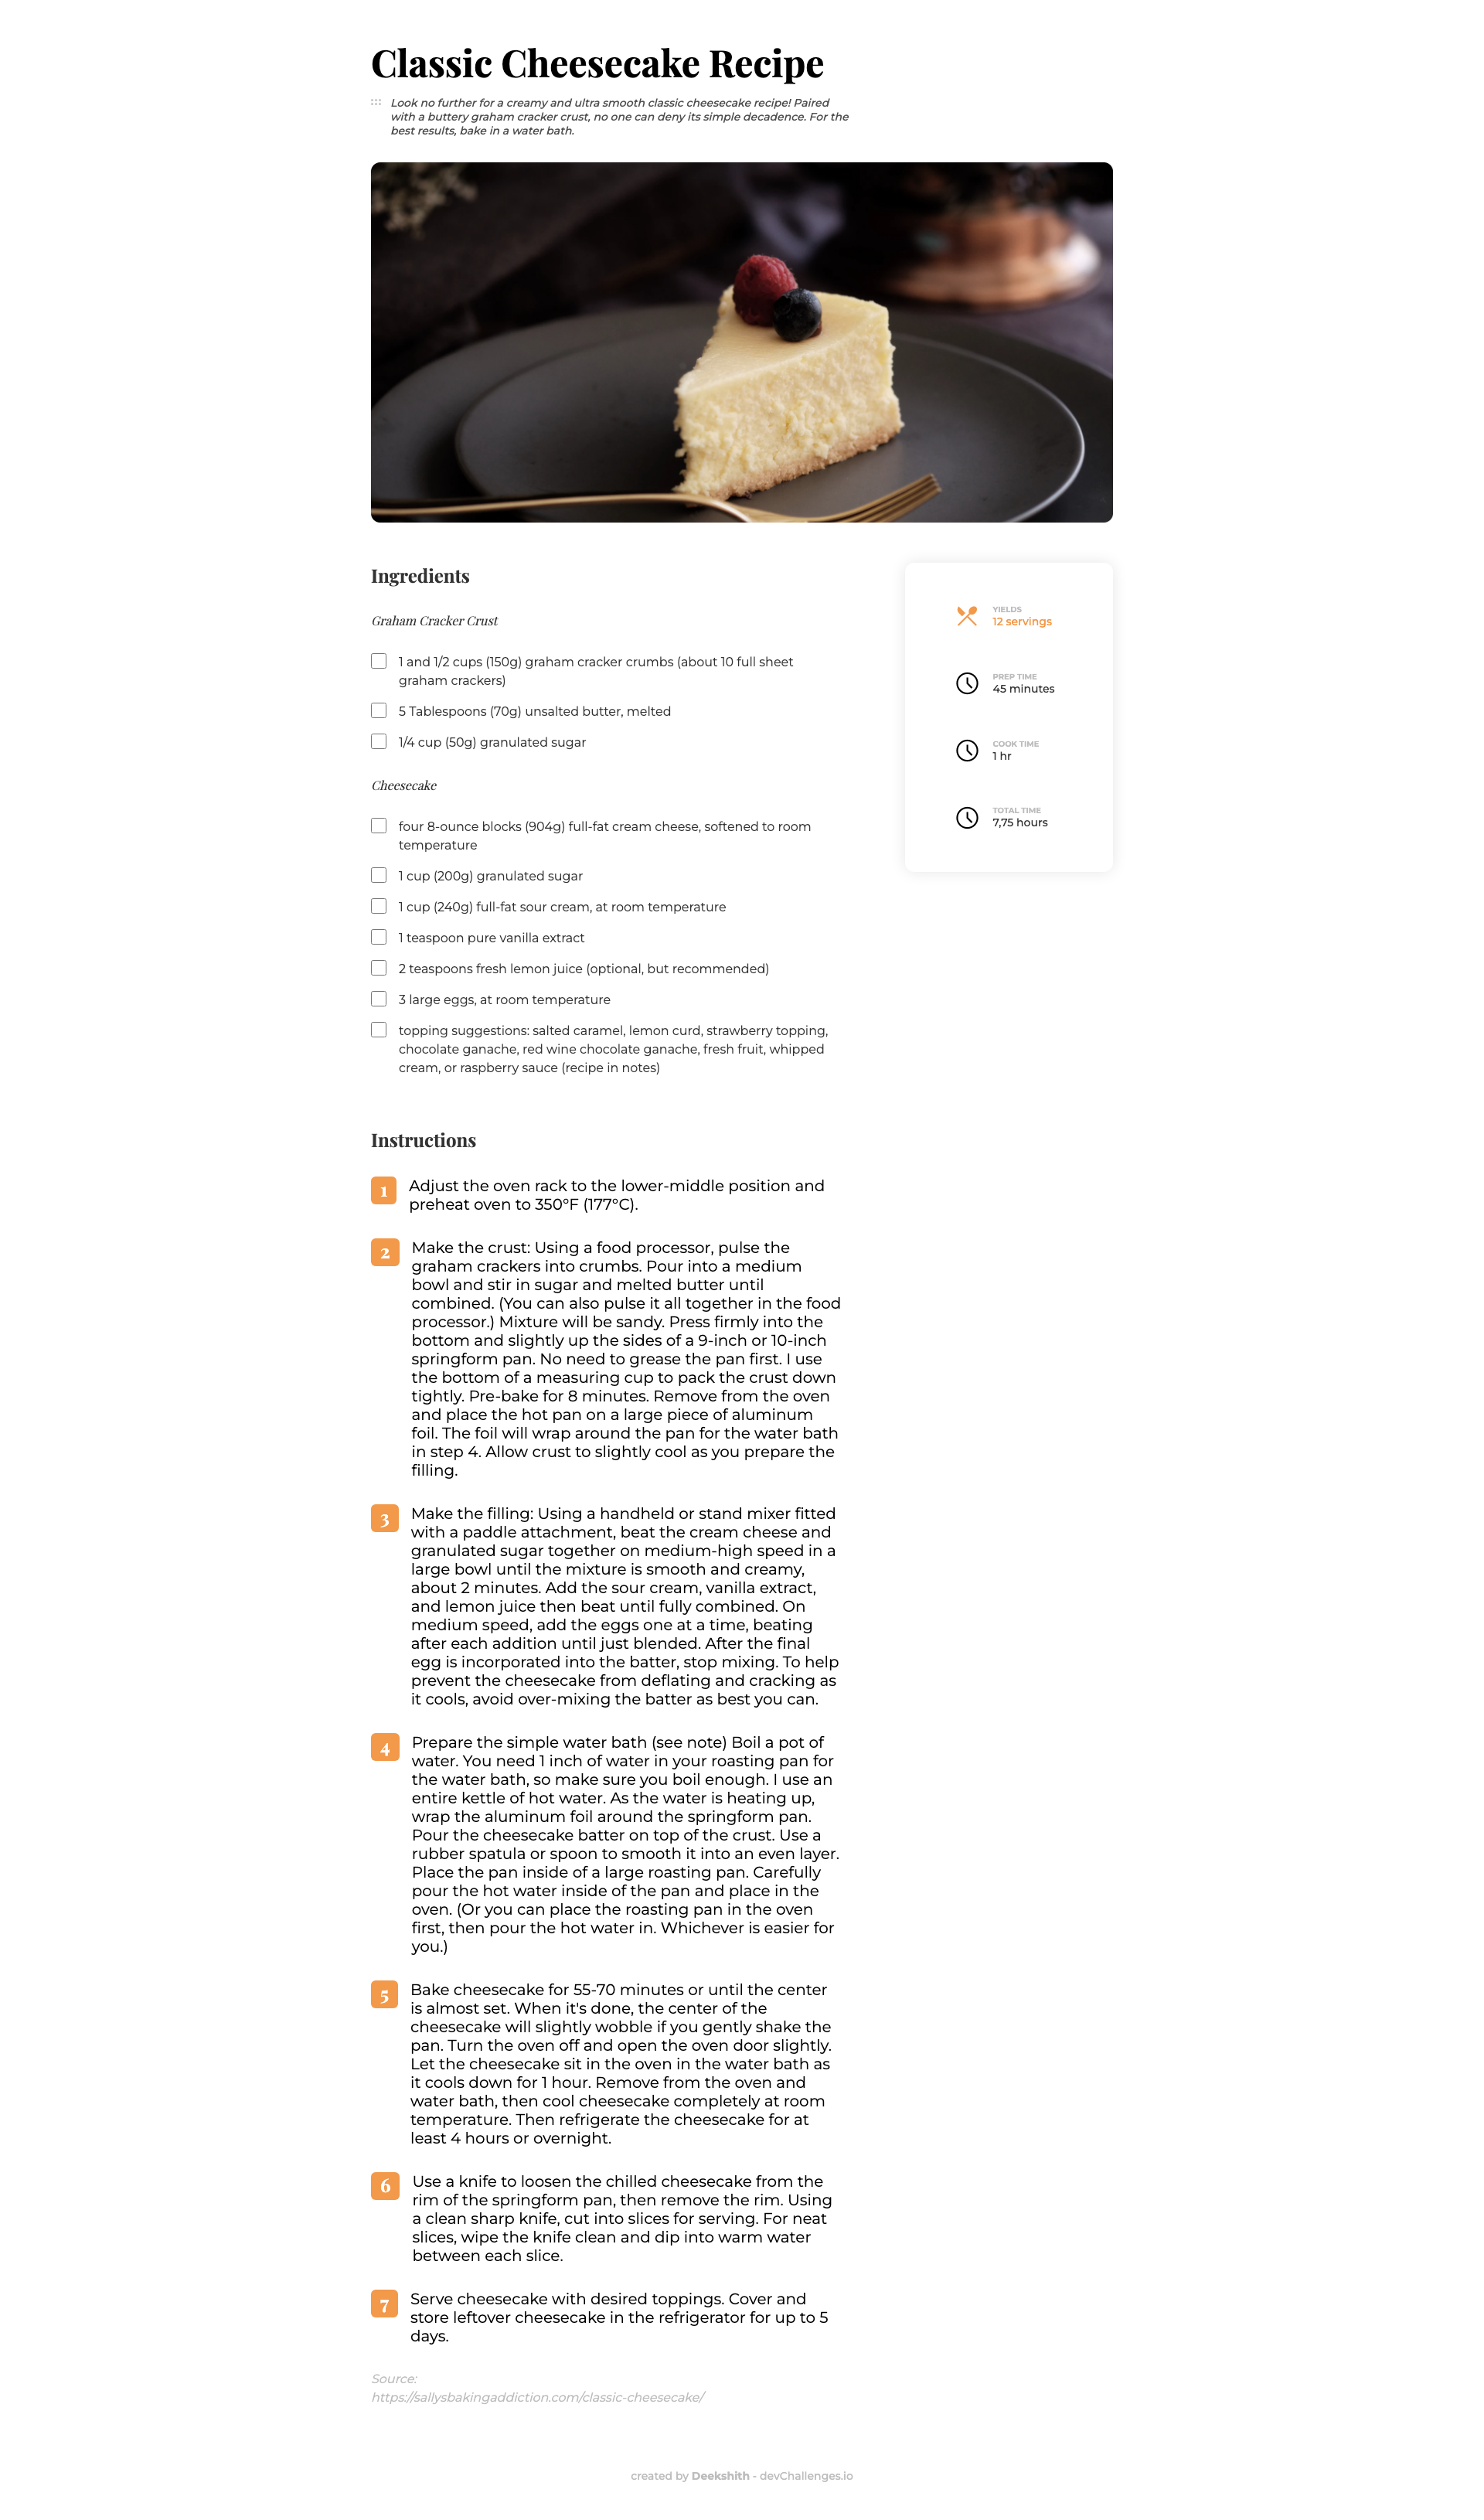 Classic Cheesecake Recipe
Look no further for a creamy and ultra smooth classic cheesecake recipe! Paired
with a buttery graham cracker crust, no one can deny its simple decadence. For the
best results, bake in a water bath.
Ingredients
Graham Cracker Crust
1 and 1/2 cups (150g) graham cracker crumbs (about 10 full sheet
graham crackers)
5 Tablespoons (70g) unsalted butter, melted
1/4 cup (50g) granulated sugar
Cheesecake
four 8-ounce blocks (904g) full-fat cream cheese, softened to room
temperature
1 cup (200g) granulated sugar
1 cup (240g) full-fat sour cream, at room temperature
1 teaspoon pure vanilla extract
2 teaspoons fresh lemon juice (optional, but recommended)
3 large eggs, at room temperature
topping suggestions: salted caramel, lemon curd, strawberry topping,
chocolate ganache, red wine chocolate ganache, fresh fruit, whipped
cream, or raspberry sauce (recipe in notes)
YIELDS
12 servings
PREP TIME
45 minutes
COOK TIME
1 hr
TOTAL TIME
7,75 hours
Instructions
1 Adjust the oven rack to the lower-middle position and
preheat oven to 350°F (177°C).
2 Make the crust: Using a food processor, pulse the
graham crackers into crumbs. Pour into a medium
bowl and stir in sugar and melted butter until
combined. (You can also pulse it all together in the food
processor.) Mixture will be sandy. Press firmly into the
bottom and slightly up the sides of a 9-inch or 10-inch
springform pan. No need to grease the pan first. I use
the bottom of a measuring cup to pack the crust down
tightly. Pre-bake for 8 minutes. Remove from the oven
and place the hot pan on a large piece of aluminum
foil. The foil will wrap around the pan for the water bath
in step 4. Allow crust to slightly cool as you prepare the
filling.
3 Make the filling: Using a handheld or stand mixer fitted
with a paddle attachment, beat the cream cheese and
granulated sugar together on medium-high speed in a
large bowl until the mixture is smooth and creamy,
about 2 minutes. Add the sour cream, vanilla extract,
and lemon juice then beat until fully combined. On
medium speed, add the eggs one at a time, beating
after each addition until just blended. After the final
egg is incorporated into the batter, stop mixing. To help
prevent the cheesecake from deflating and cracking as
it cools, avoid over-mixing the batter as best you can.
4 Prepare the simple water bath (see note) Boil a pot of
water. You need 1 inch of water in your roasting pan for
the water bath, so make sure you boil enough. I use an
entire kettle of hot water. As the water is heating up,
wrap the aluminum foil around the springform pan.
Pour the cheesecake batter on top of the crust. Use a
rubber spatula or spoon to smooth it into an even layer.
Place the pan inside of a large roasting pan. Carefully
pour the hot water inside of the pan and place in the
oven. (Or you can place the roasting pan in the oven
first, then pour the hot water in. Whichever is easier for
you.)
5 Bake cheesecake for 55-70 minutes or until the center
is almost set. When it's done, the center of the
cheesecake will slightly wobble if you gently shake the
pan. Turn the oven off and open the oven door slightly.
Let the cheesecake sit in the oven in the water bath as
it cools down for 1 hour. Remove from the oven and
water bath, then cool cheesecake completely at room
temperature. Then refrigerate the cheesecake for at
least 4 hours or overnight.
6 Use a knife to loosen the chilled cheesecake from the
rim of the springform pan, then remove the rim. Using
a clean sharp knife, cut into slices for serving. For neat
slices, wipe the knife clean and dip into warm water
between each slice.
7 Serve cheesecake with desired toppings. Cover and
store leftover cheesecake in the refrigerator for up to 5
days.
Source:
https://sallysbakingaddiction.com/classic-cheesecake/
created by Deekshith - devChallenges.io